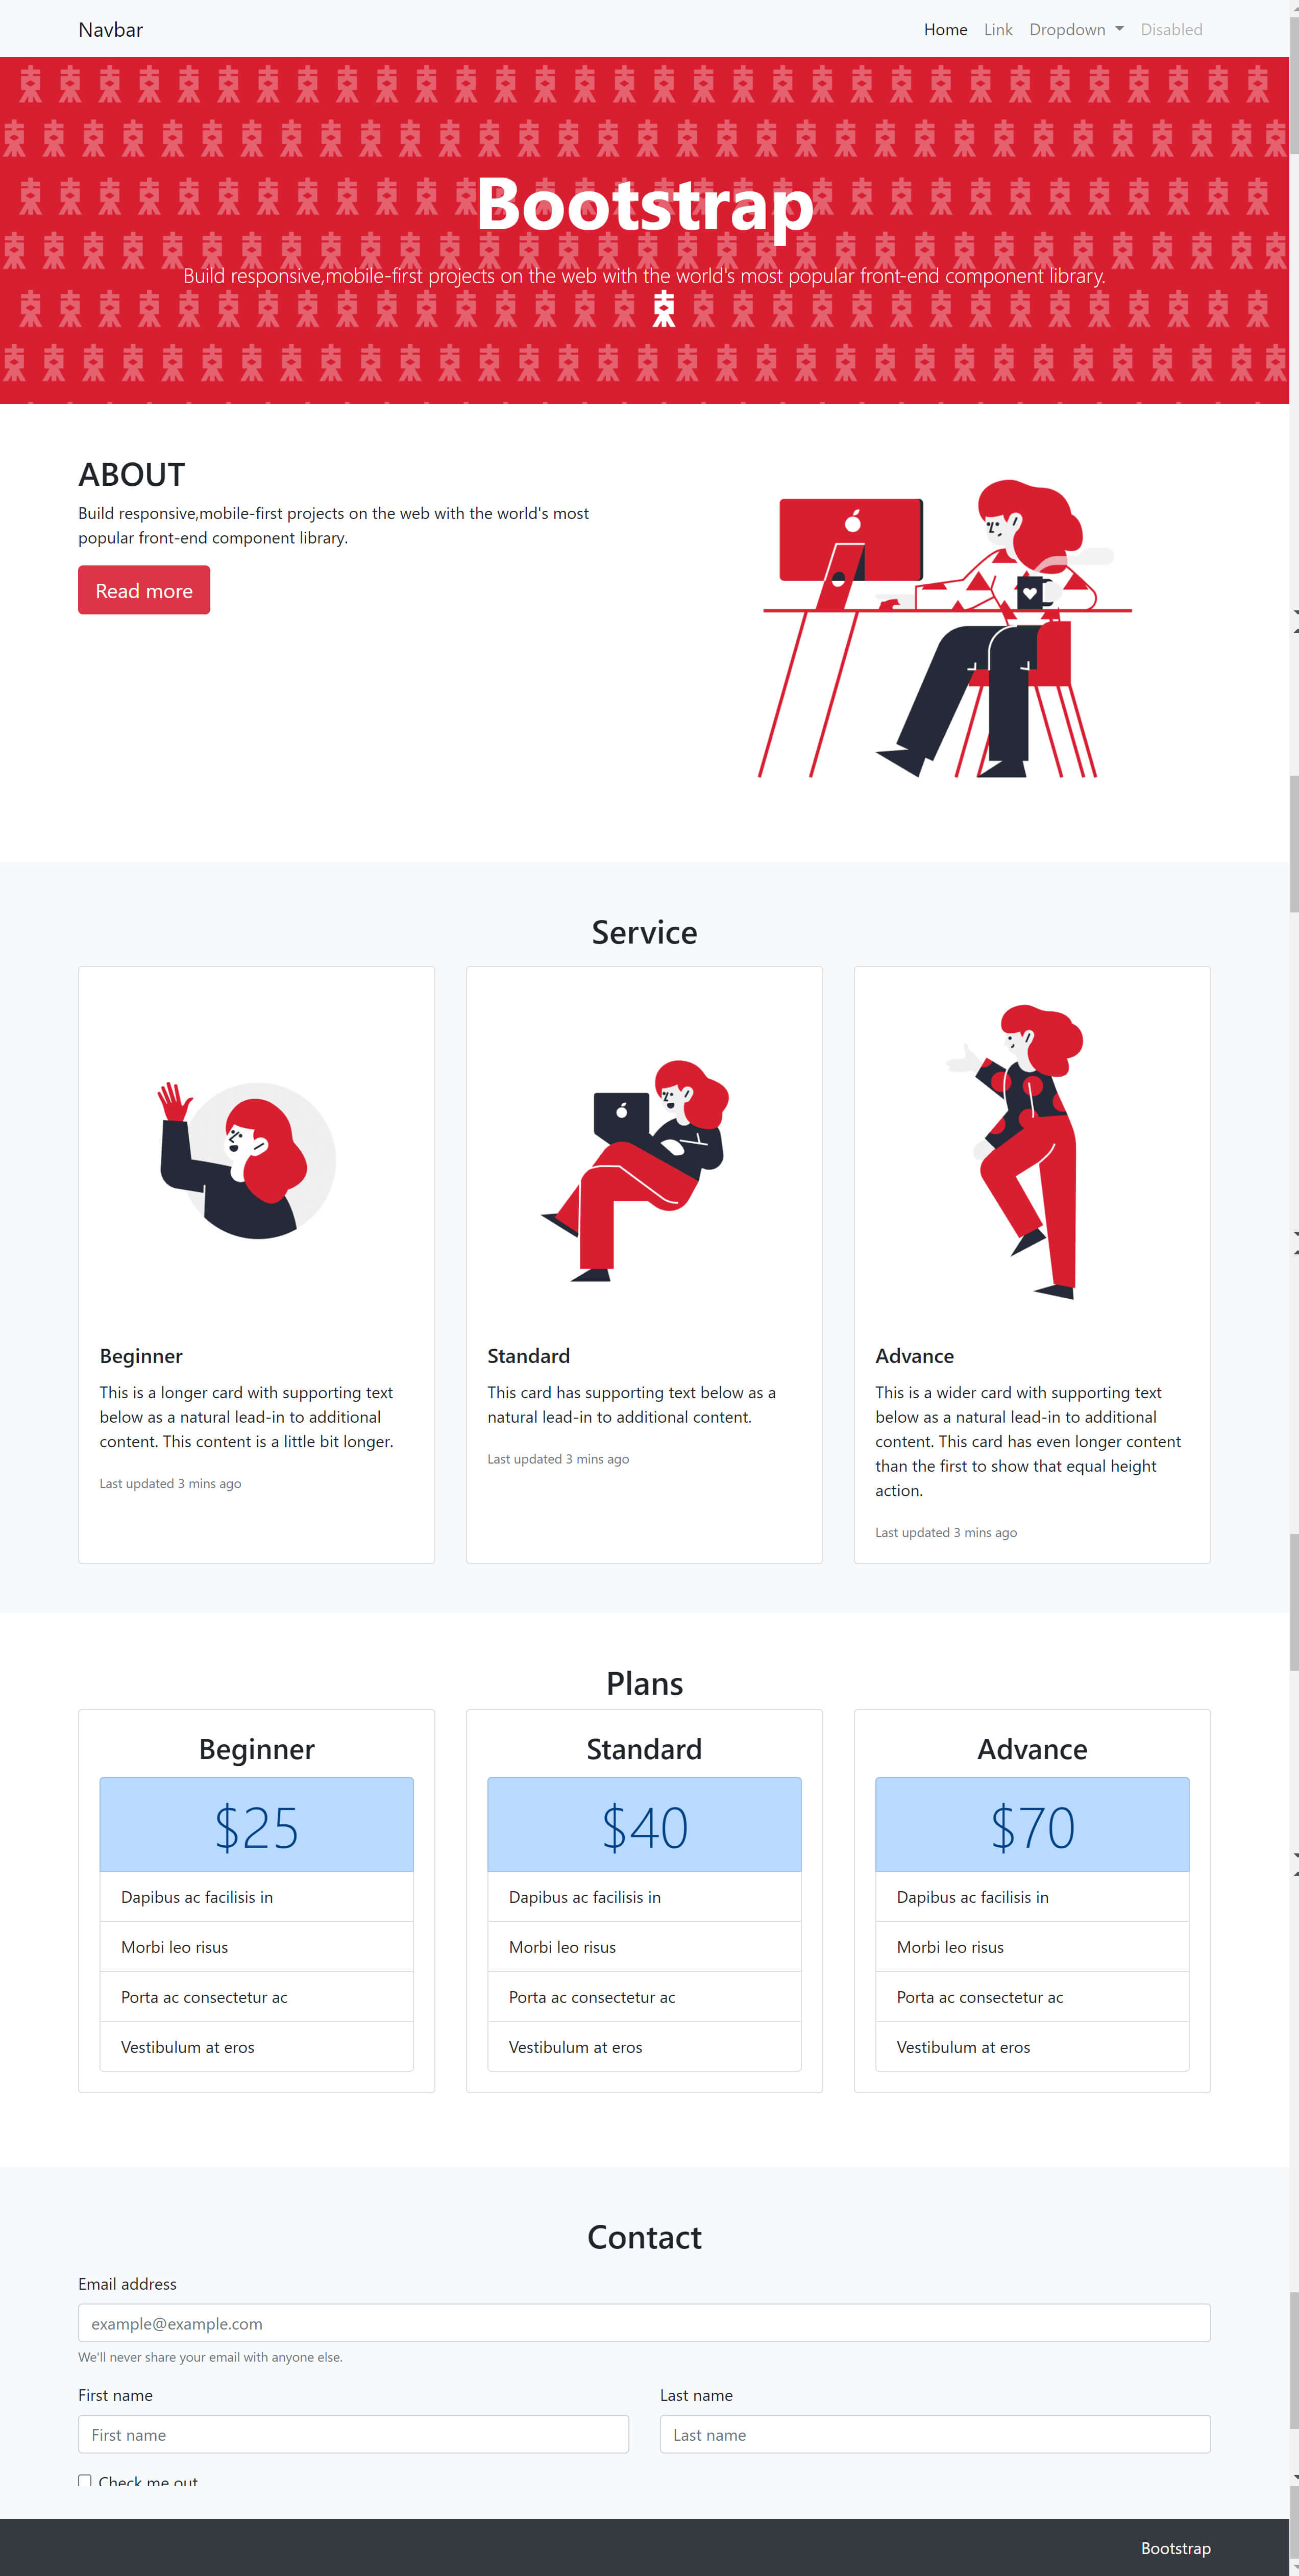 Navbar
Home Link Dropdown Disabled
Bootstrap
Build responsive,mobile-first projects on the web with the world's most popular front-end component library.
ABOUT
Build responsive,mobile-first projects on the web with the world's most
popular front-end component library.
Read more
Service
Beginner
This is a longer card with supporting text
below as a natural lead-in to additional
content. This content is a little bit longer.
Last updated 3 mins ago
Standard
This card has supporting text below as a
natural lead-in to additional content.
Last updated 3 mins ago
Advance
This is a wider card with supporting text
below as a natural lead-in to additional
content. This card has even longer content
than the first to show that equal height
action.
Last updated 3 mins ago
Plans
Beginner
$25
Dapibus ac facilisis in
Morbi leo risus
Porta ac consectetur ac
Vestibulum at eros
Standard
$40
Dapibus ac facilisis in
Morbi leo risus
Porta ac consectetur ac
Vestibulum at eros
Advance
$70
Dapibus ac facilisis in
Morbi leo risus
Porta ac consectetur ac
Vestibulum at eros
Contact
Email address
example@example.com
We'll never share your email with anyone else.
First name
First name
Last name
Last name
Check me out
Bootstrap